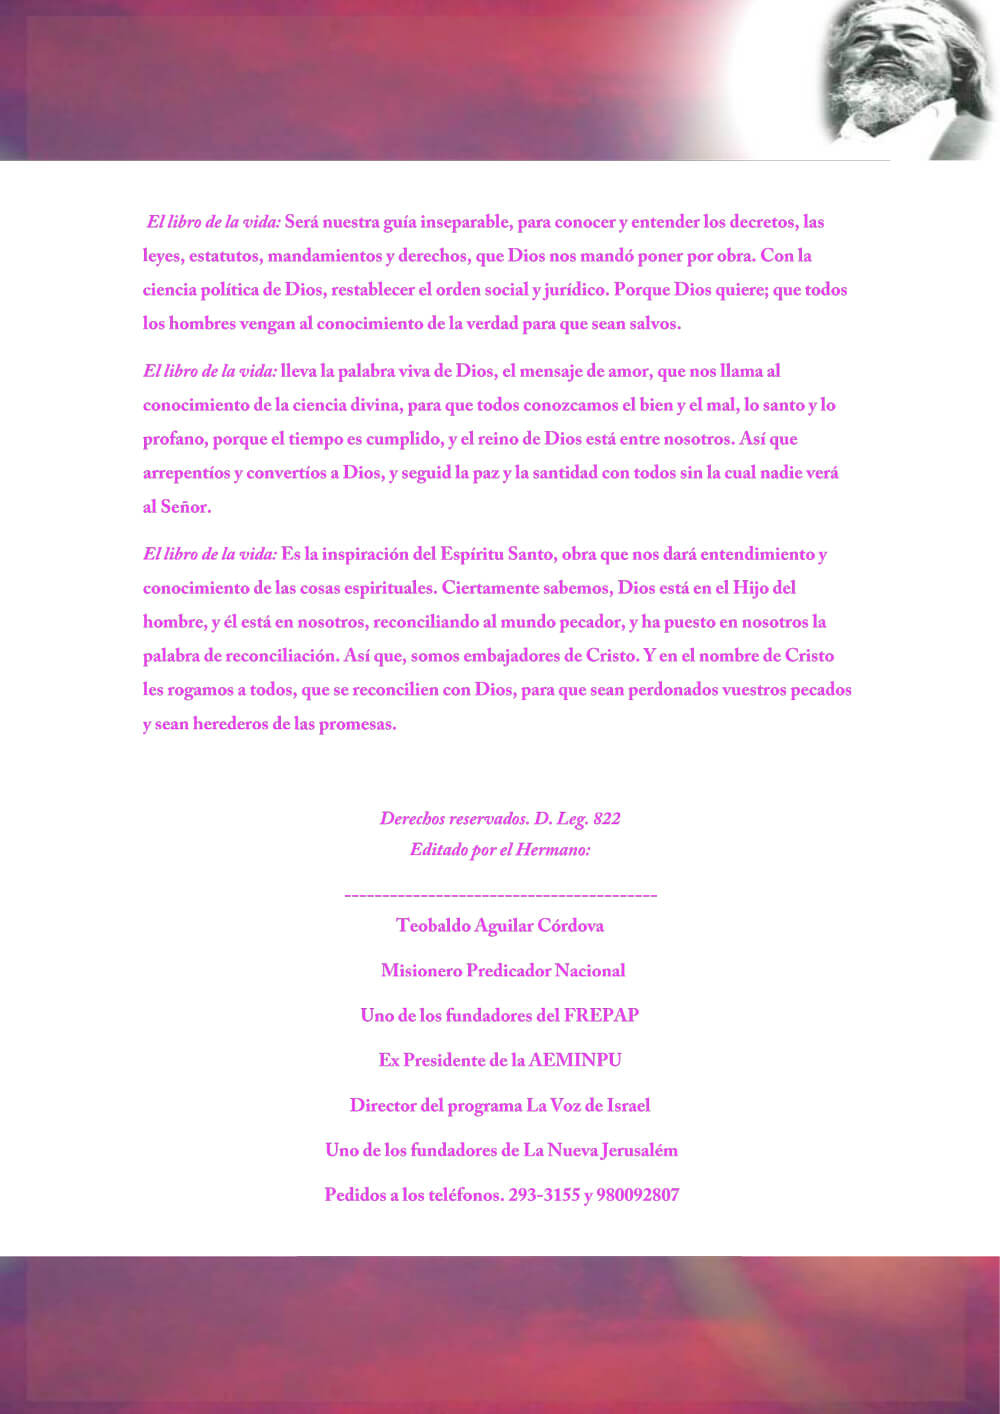 El libro de la vida: Será nuestra guía inseparable, para conocer y entender los decretos, las
leyes, estatutos, mandamientos y derechos, que Dios nos mandó poner por obra. Con la
ciencia política de Dios, restablecer el orden social y jurídico. Porque Dios quiere; que todos
los hombres vengan al conocimiento de la verdad para que sean salvos.
El libro de la vida: lleva la palabra viva de Dios, el mensaje de amor, que nos llama al
conocimiento de la ciencia divina, para que todos conozcamos el bien y el mal, lo santo y lo
profano, porque el tiempo es cumplido, y el reino de Dios está entre nosotros. Así que
arrepentíos y convertíos a Dios, y seguid la paz y la santidad con todos sin la cual nadie verá
al Señor.
El libro de la vida: Es la inspiración del Espíritu Santo, obra que nos dará entendimiento y
conocimiento de las cosas espirituales. Ciertamente sabemos, Dios está en el Hijo del
hombre, y él está en nosotros, reconciliando al mundo pecador, y ha puesto en nosotros la
palabra de reconciliación. Así que, somos embajadores de Cristo. Y en el nombre de Cristo
les rogamos a todos, que se reconcilien con Dios, para que sean perdonados vuestros pecados
y sean herederos de las promesas.
Derechos reservados. D. Leg. 822
Editado por el Hermano:
-----------------------------------------
Teobaldo Aguilar Córdova
Misionero Predicador Nacional
Uno de los fundadores del FREPAP
Ex Presidente de la AEMINPU
Director del programa La Voz de Israel
Uno de los fundadores de La Nueva Jerusalém
Pedidos a los teléfonos. 293-3155 y 980092807